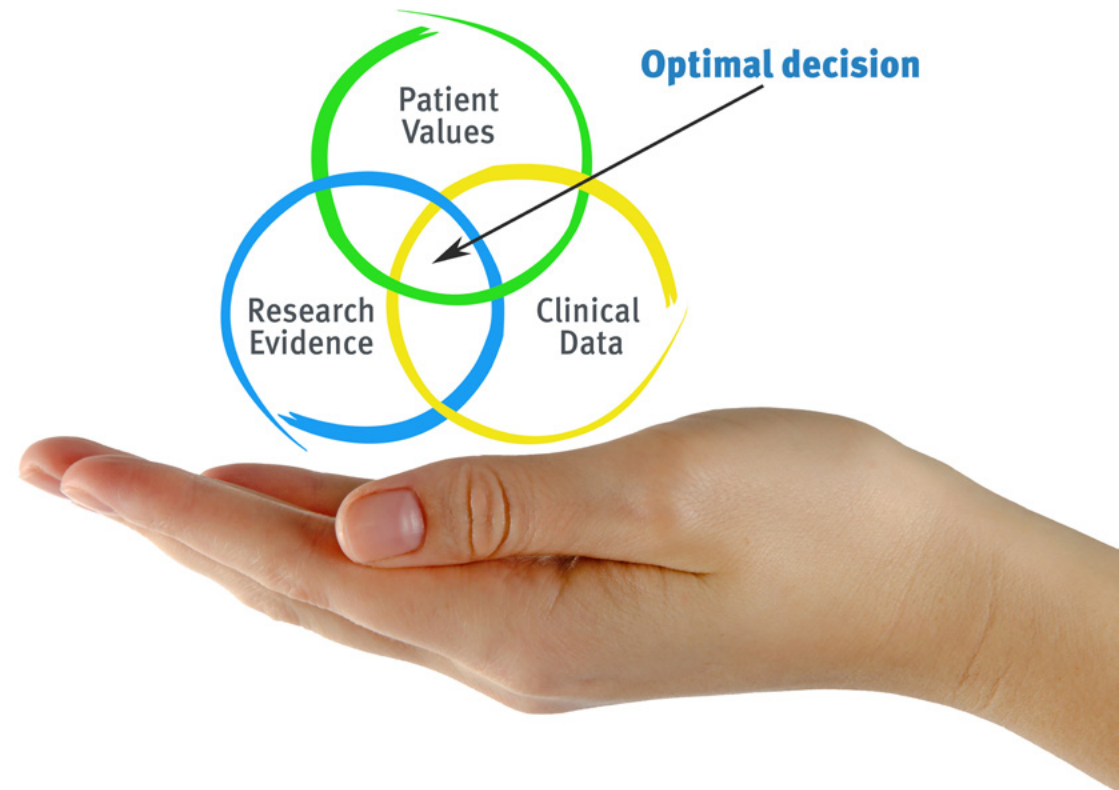 Optimal decision
Patient
Values
Research
Evidence
Clinical
Data